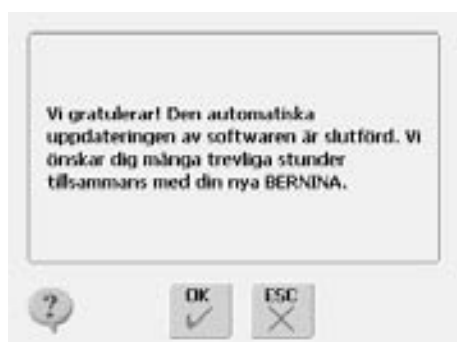 Vi gratulerar! Den automatiska
uppdateringen av softwaren är slutförd. Vi
önskar dig många trevliga stunder
tillsammans med din nya BERNINA.
?
OK
ESC